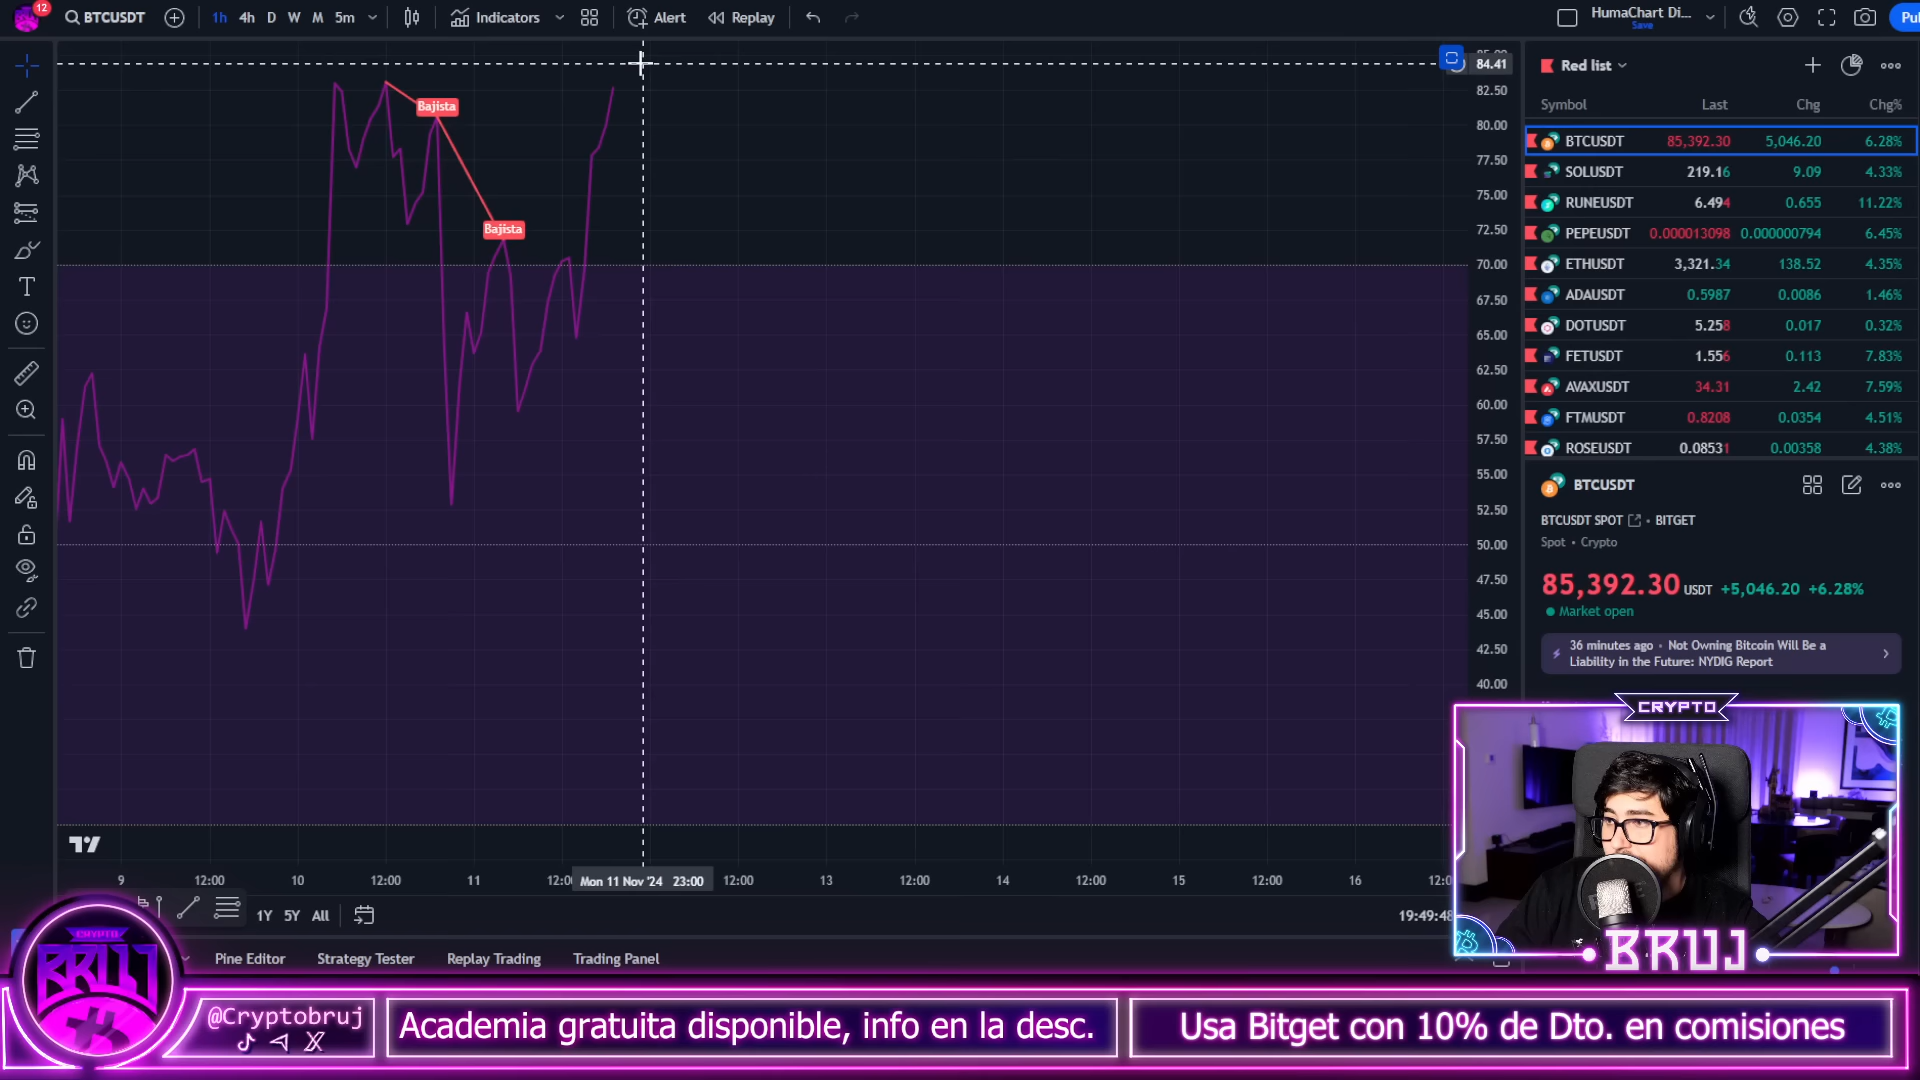 12
BTCUSDT
1h 4h D W M 5m
Indicators
Alert
Replay
HumaChart Di...
Save
Pu
85.00
84.41
82.50
80.00
77.50
75.00
72.50
70.00
67.50
65.00
62.50
60.00
57.50
55.00
52.50
50.00
47.50
45.00
42.50
40.00
Bajista
Bajista
9 12:00 10 12:00 11 12:0 Mon 11 Nov '24 23:00 12:00 13 12:00 14 12:00 15 12:00 16 12:0
1Y 5Y All
19:49:48
Pine Editor Strategy Tester Replay Trading Trading Panel
Red list
Symbol Last Chg Chg%
BTCUSDT 85,392.30 5,046.20 6.28%
SOLUSDT 219.16 9.09 4.33%
RUNEUSDT 6.494 0.655 11.22%
PEPEUSDT 0.000013098 0.000000794 6.45%
ETHUSDT 3,321.34 138.52 4.35%
ADAUSDT 0.5987 0.0086 1.46%
DOTUSDT 5.258 0.017 0.32%
FETUSDT 1.556 0.113 7.83%
AVAXUSDT 34.31 2.42 7.59%
FTMUSDT 0.8208 0.0354 4.51%
ROSEUSDT 0.08531 0.00358 4.38%
BTCUSDT
BTCUSDT SPOT • BITGET
Spot • Crypto
85,392.30 USDT +5,046.20 +6.28%
Market open
36 minutes ago • Not Owning Bitcoin Will Be a
Liability in the Future: NYDIG Report
CRYPTO
BRUJ
CRYPTO
BRUJ
@Cryptobruj
Academia gratuita disponible, info en la desc.
Usa Bitget con 10% de Dto. en comisiones